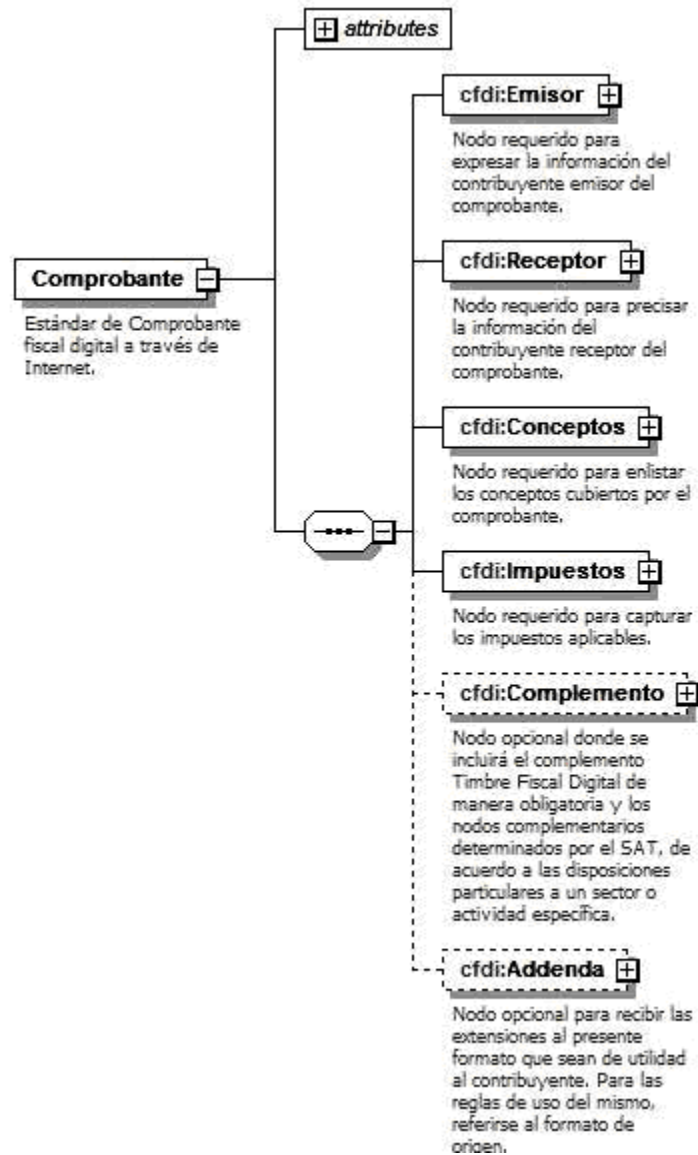 attributes
cfdi:Emisor
Nodo requerido para
expresar la información del
contribuyente emisor del
comprobante.
cfdi:Receptor
Nodo requerido para precisar
la información del
contribuyente receptor del
comprobante.
Comprobante
Estándar de Comprobante
fiscal digital a través de
Internet.
cfdi:Conceptos
Nodo requerido para enlistar
los conceptos cubiertos por el
comprobante.
cfdi:Impuestos
Nodo requerido para capturar
los impuestos aplicables.
cfdi:Complemento
Nodo opcional donde se
incluirá el complemento
Timbre Fiscal Digital de
manera obligatoria y los
nodos complementarios
determinados por el SAT, de
acuerdo a las disposiciones
particulares a un sector o
actividad específica.
cfdi:Addenda
Nodo opcional para recibir las
extensiones al presente
formato que sean de utilidad
al contribuyente. Para las
reglas de uso del mismo,
referirse al formato de
origen.